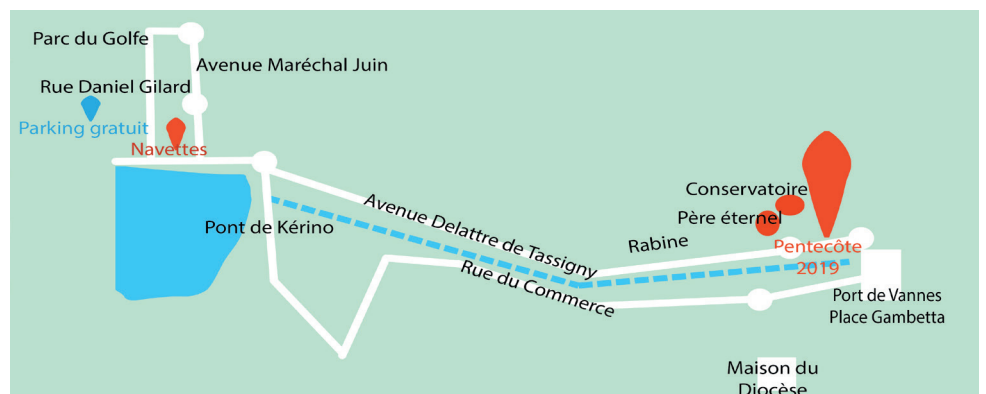 Parc du Golfe
Avenue Maréchal Juin
Rue Daniel Gilard
Parking gratuit
Navettes
Pont de Kérino
Avenue Delattre de Tassigny
Rue du Commerce
Rabine
Conservatoire
Père éternel
Pentecôte
2019
Port de Vannes
Place Gambetta
Maison du
Diocèse